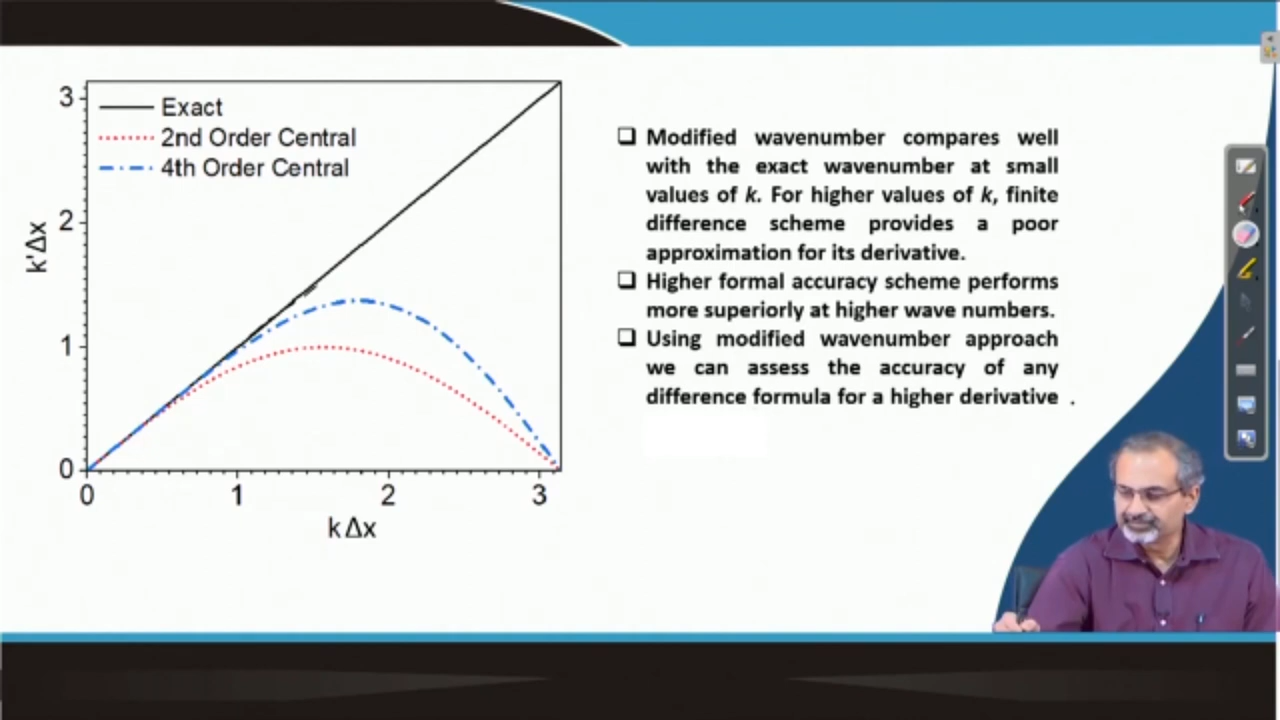 3
2
1
0
k'Δx
Exact
2nd Order Central
4th Order Central
0 1 2 3
k Δx
❑ Modified wavenumber compares well
with the exact wavenumber at small
values of k. For higher values of k, finite
difference scheme provides a poor
approximation for its derivative.
❑ Higher formal accuracy scheme performs
more superiorly at higher wave numbers.
❑ Using modified wavenumber approach
we can assess the accuracy of any
difference formula for a higher derivative .